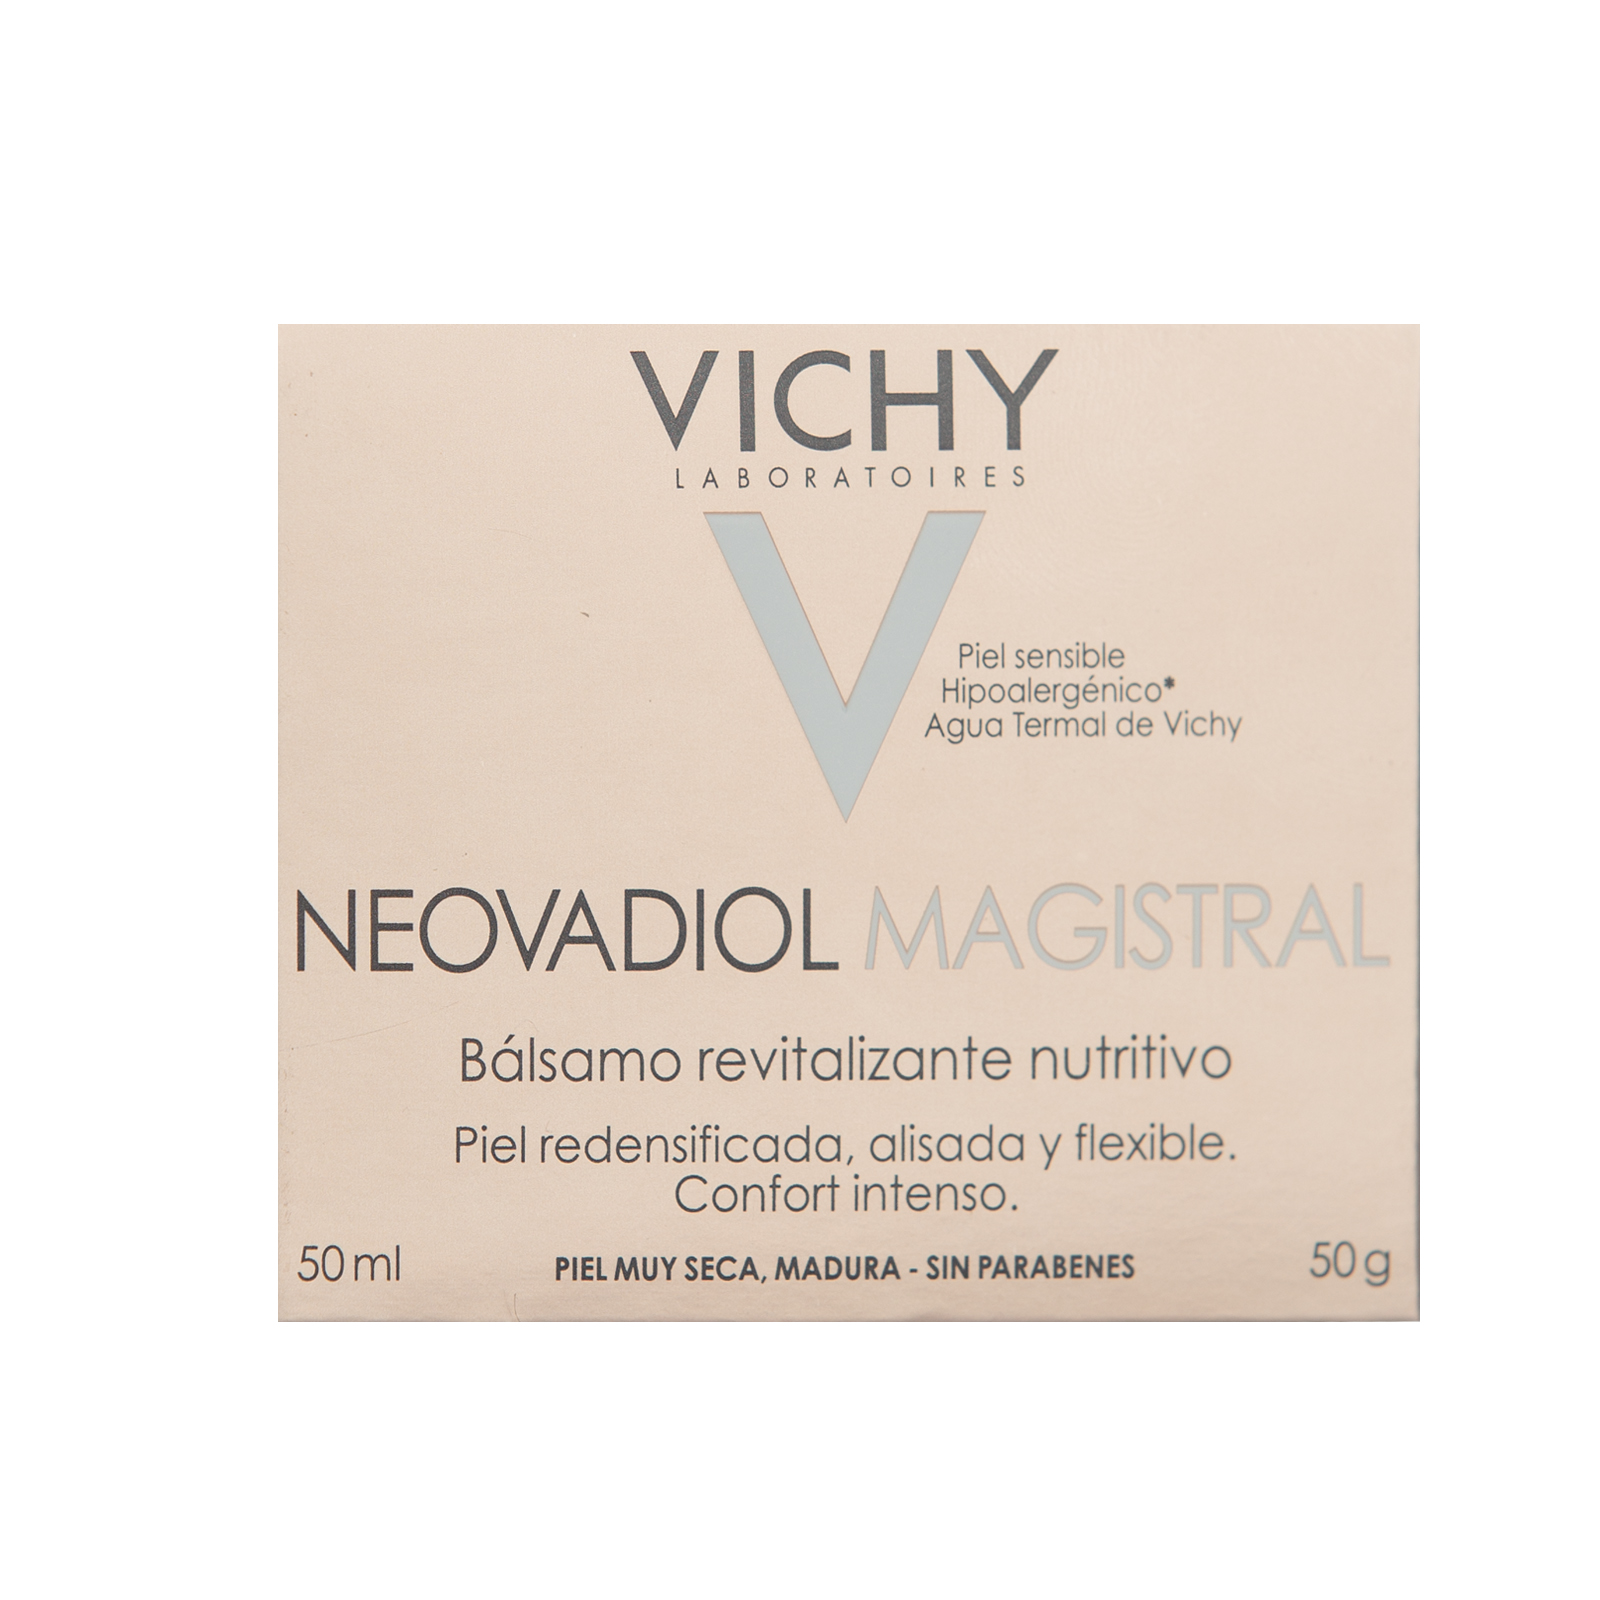 VICHY
LABORATOIRES
V
Piel sensible
Hipoalergénico*
Agua Termal de Vichy
NEOVADIOL MAGISTRAL
Bálsamo revitalizante nutritivo
Piel redensificada, alisada y flexible.
Confort intenso.
50 ml PIEL MUY SECA, MADURA - SIN PARABENES 50 g